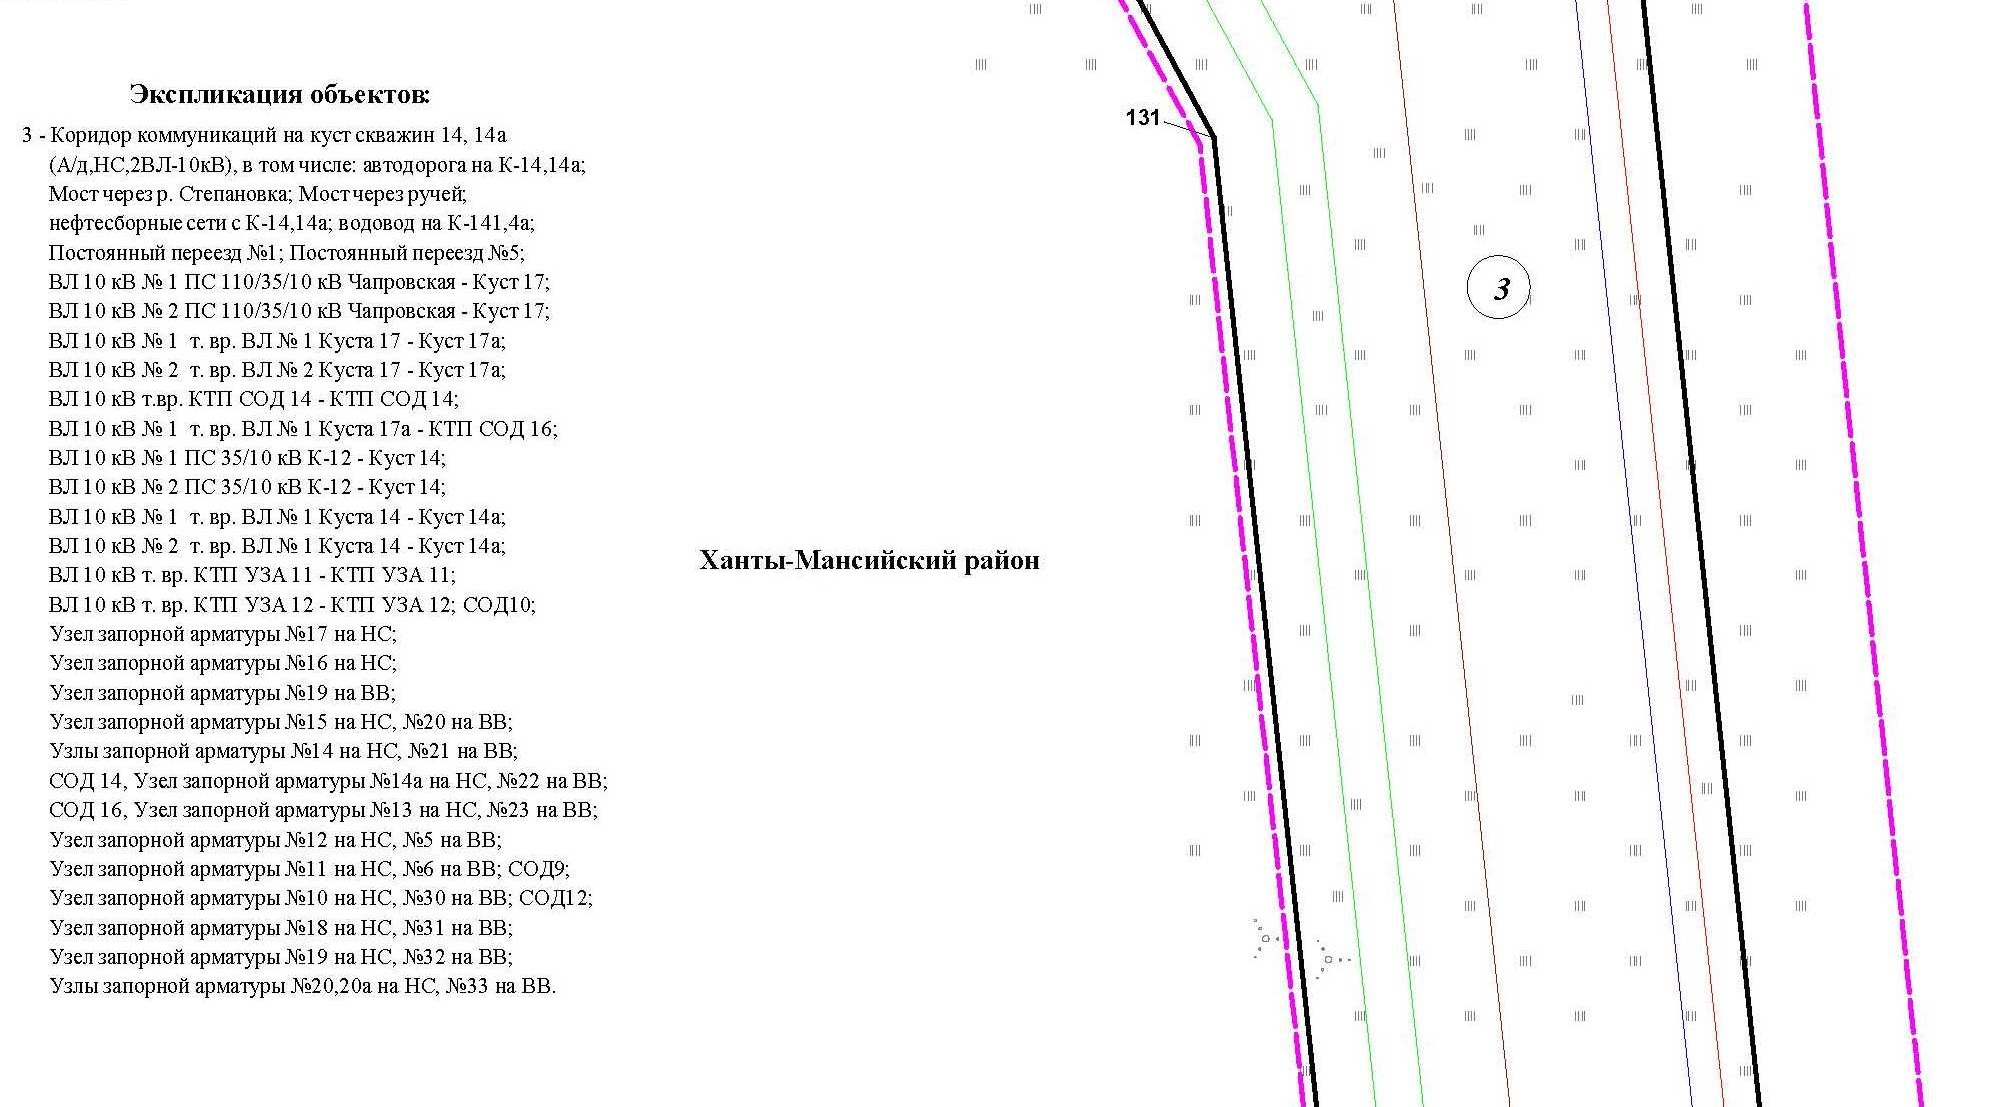 Экспликация объектов:
3 - Коридор коммуникаций на куст скважин 14, 14а
(А/д,НС,2ВЛ-10кВ), в том числе: автодорога на К-14,14а;
Мост через р. Степановка; Мост через ручей;
нефтесборные сети с К-14,14а; водовод на К-141,4а;
Постоянный переезд №1; Постоянный переезд №5;
ВЛ 10 кВ № 1 ПС 110/35/10 кВ Чапровская - Куст 17;
ВЛ 10 кВ № 2 ПС 110/35/10 кВ Чапровская - Куст 17;
ВЛ 10 кВ № 1 т. вр. ВЛ № 1 Куста 17 - Куст 17а;
ВЛ 10 кВ № 2 т. вр. ВЛ № 2 Куста 17 - Куст 17а;
ВЛ 10 кВ т.вр. КТП СОД 14 - КТП СОД 14;
ВЛ 10 кВ № 1 т. вр. ВЛ № 1 Куста 17а - КТП СОД 16;
ВЛ 10 кВ № 1 ПС 35/10 кВ К-12 - Куст 14;
ВЛ 10 кВ № 2 ПС 35/10 кВ К-12 - Куст 14;
ВЛ 10 кВ № 1 т. вр. ВЛ № 1 Куста 14 - Куст 14а;
ВЛ 10 кВ № 2 т. вр. ВЛ № 1 Куста 14 - Куст 14а;
ВЛ 10 кВ т. вр. КТП УЗА 11 - КТП УЗА 11;
ВЛ 10 кВ т. вр. КТП УЗА 12 - КТП УЗА 12; СОД10;
Узел запорной арматуры №17 на НС;
Узел запорной арматуры №16 на НС;
Узел запорной арматуры №19 на ВВ;
Узел запорной арматуры №15 на НС, №20 на ВВ;
Узлы запорной арматуры №14 на НС, №21 на ВВ;
СОД 14, Узел запорной арматуры №14а на НС, №22 на ВВ;
СОД 16, Узел запорной арматуры №13 на НС, №23 на ВВ;
Узел запорной арматуры №12 на НС, №5 на ВВ;
Узел запорной арматуры №11 на НС, №6 на ВВ; СОД9;
Узел запорной арматуры №10 на НС, №30 на ВВ; СОД12;
Узел запорной арматуры №18 на НС, №31 на ВВ;
Узел запорной арматуры №19 на НС, №32 на ВВ;
Узлы запорной арматуры №20,20а на НС, №33 на ВВ.
Ханты-Мансийский район
131
3